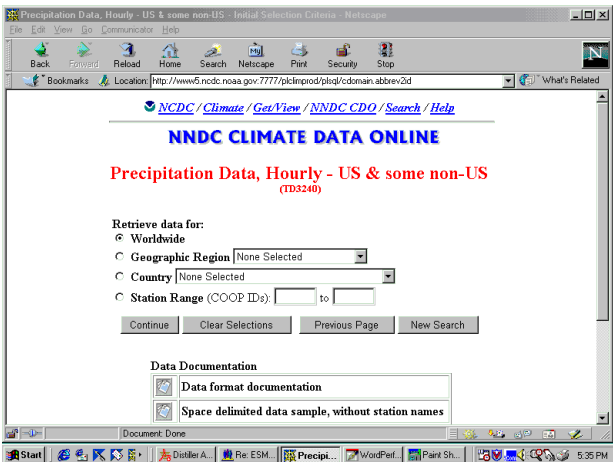 Precipitation Data, Hourly - US & some non-US - Initial Selection Criteria - Netscape
File Edit View Go Communicator Help
Back Forward Reload Home Search Netscape Print Security Stop
My
N
Bookmarks Location: http://www5.ncdc.noaa.gov:7777/plclimprod/plsql/cdomain.abbrev2id What's Related
NCDC / Climate / Get/View / NNDC CDO / Search / Help
NNDC CLIMATE DATA ONLINE
Precipitation Data, Hourly - US & some non-US
(TD3240)
Retrieve data for:
Worldwide
Geographic Region None Selected
Country None Selected
Station Range (COOP IDs): to
Continue Clear Selections Previous Page New Search
Data Documentation
Data format documentation
Space delimited data sample, without station names
Document: Done
Start Distiller A... Re: ESM... Precipi... WordPerf... Paint Sh... 5:35 PM